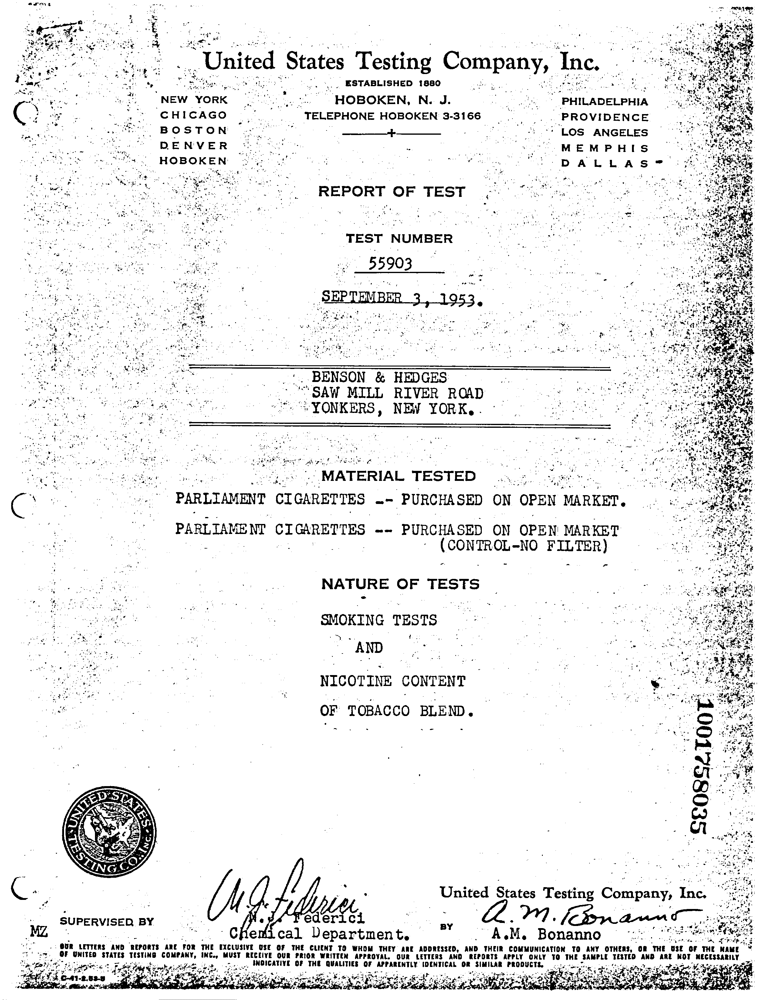 United States Testing Company, Inc.
ESTABLISHED 1880
HOBOKEN, N. J.
TELEPHONE HOBOKEN 3-3166
NEW YORK
CHICAGO
BOSTON
DENVER
HOBOKEN
PHILADELPHIA
PROVIDENCE
LOS ANGELES
MEMPHIS
DALLAS
REPORT OF TEST
TEST NUMBER
55903
SEPTEMBER 3, 1953.
BENSON & HEDGES
SAW MILL RIVER ROAD
YONKERS, NEW YORK.
MATERIAL TESTED
PARLIAMENT CIGARETTES -- PURCHASED ON OPEN MARKET.
PARLIAMENT CIGARETTES -- PURCHASED ON OPEN MARKET
(CONTROL-NO FILTER)
NATURE OF TESTS
SMOKING TESTS
AND
NICOTINE CONTENT
OF TOBACCO BLEND.
1001758035
UNITED STATES TESTING CO. INC.
M.J. Federici
United States Testing Company, Inc.
A. M. Bonanno
SUPERVISED BY
M.J. Federici
Chemical Department.
BY
A.M. Bonanno
MZ
OUR LETTERS AND REPORTS ARE FOR THE EXCLUSIVE USE OF THE CLIENT TO WHOM THEY ARE ADDRESSED, AND THEIR COMMUNICATION TO ANY OTHERS, OR THE USE OF THE NAME
OF UNITED STATES TESTING COMPANY, INC., MUST RECEIVE OUR PRIOR WRITTEN APPROVAL. OUR LETTERS AND REPORTS APPLY ONLY TO THE SAMPLE TESTED AND ARE NOT NECESSARILY
INDICATIVE OF THE QUALITIES OF APPARENTLY IDENTICAL OR SIMILAR PRODUCTS.